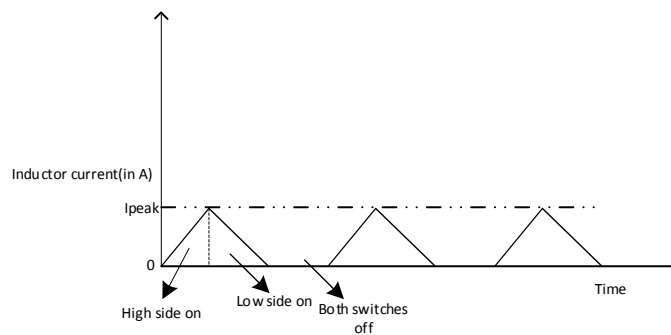 Inductor current(in A)
Ipeak
0
Time
High side on
Low side on
Both switches
off